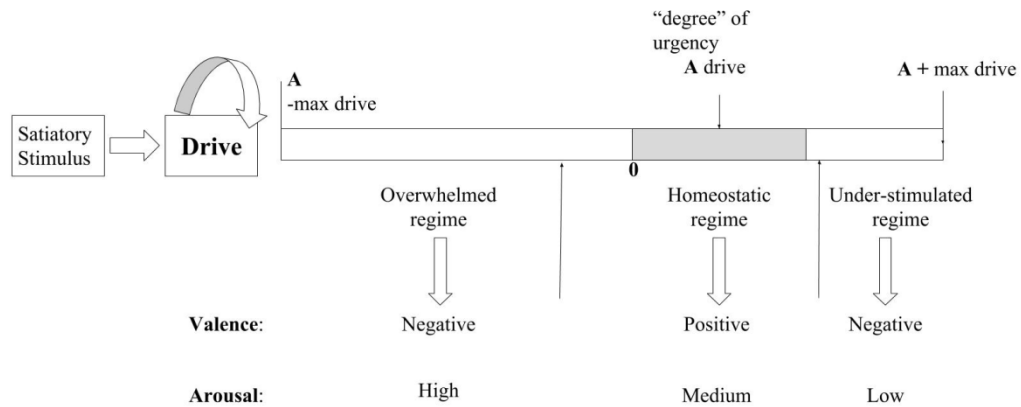 “degree” of
urgency
A drive
A
-max drive
A + max drive
Satiatory
Stimulus
Drive
0
Overwhelmed
regime
Homeostatic
regime
Under-stimulated
regime
Valence: Negative Positive Negative
Arousal: High Medium Low